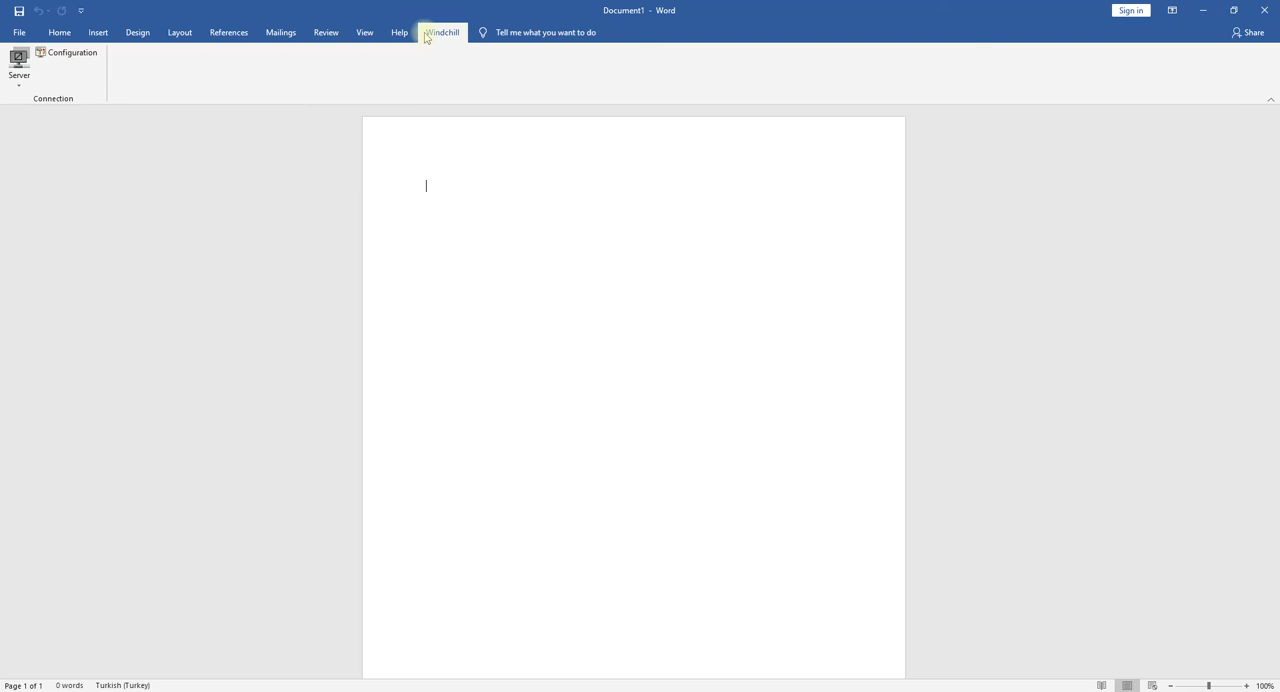 Document1 - Word
Sign in
File Home Insert Design Layout References Mailings Review View Help Windchill Tell me what you want to do Share
Server
Configuration
Connection
Page 1 of 1 0 words Turkish (Turkey) 100%